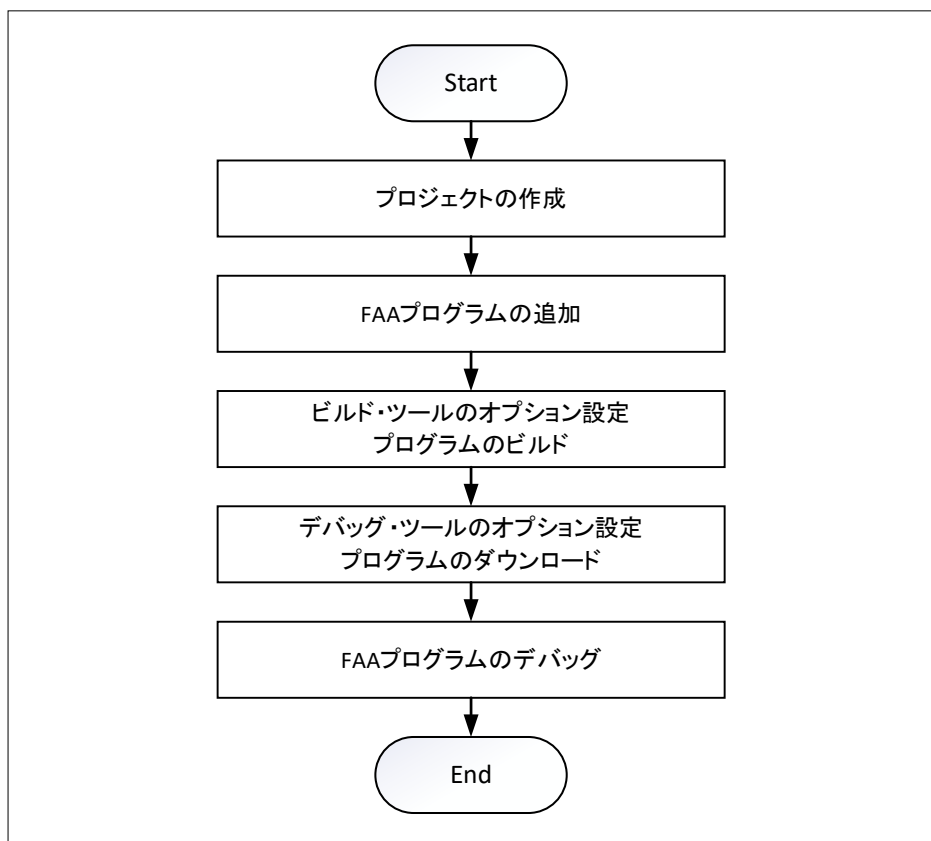 Start
プロジェクトの作成
FAAプログラムの追加
ビルド・ツールのオプション設定
プログラムのビルド
デバッグ・ツールのオプション設定
プログラムのダウンロード
FAAプログラムのデバッグ
End